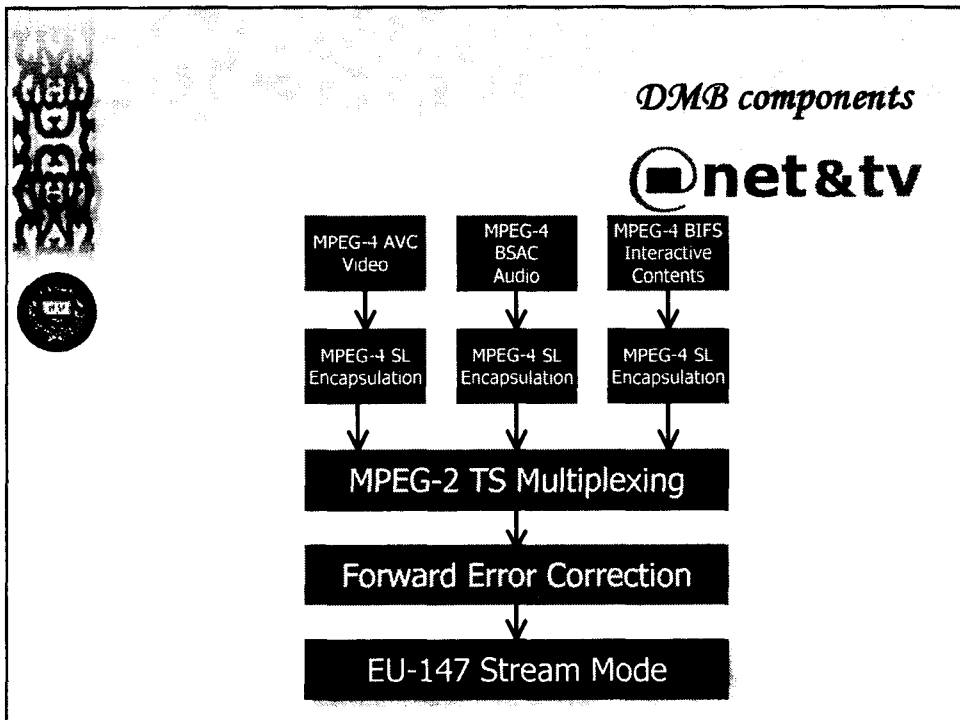 DMB components
net&tv
MPEG-4 AVC
Video
MPEG-4
BSAC
Audio
MPEG-4 BIFS
Interactive
Contents
MPEG-4 SL
Encapsulation
MPEG-4 SL
Encapsulation
MPEG-4 SL
Encapsulation
MPEG-2 TS Multiplexing
Forward Error Correction
EU-147 Stream Mode